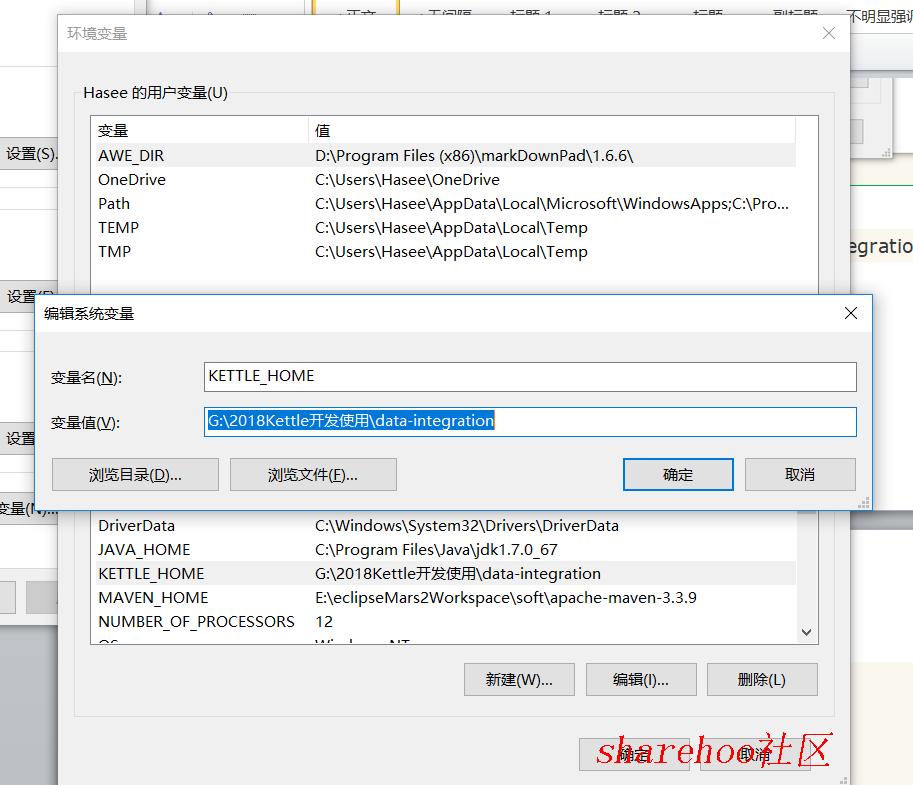 环境变量
Hasee 的用户变量(U)
变量 值
AWE_DIR D:\Program Files (x86)\markDownPad\1.6.6\
OneDrive C:\Users\Hasee\OneDrive
Path C:\Users\Hasee\AppData\Local\Microsoft\WindowsApps;C:\Pro...
TEMP C:\Users\Hasee\AppData\Local\Temp
TMP C:\Users\Hasee\AppData\Local\Temp
设置(S).
egratio
设置
编辑系统变量
变量名(N): KETTLE_HOME
变量值(V): G:\2018Kettle开发使用\data-integration
设置
浏览目录(D)... 浏览文件(F)... 确定 取消
变量(N)...
DriverData C:\Windows\System32\Drivers\DriverData
JAVA_HOME C:\Program Files\Java\jdk1.7.0_67
KETTLE_HOME G:\2018Kettle开发使用\data-integration
MAVEN_HOME E:\eclipseMars2Workspace\soft\apache-maven-3.3.9
NUMBER_OF_PROCESSORS 12
新建(W)... 编辑(I)... 删除(L)
确定 取消
sharehoo社区